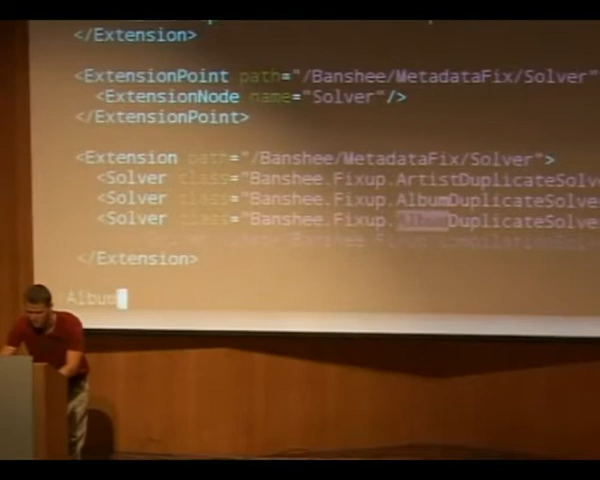 </Extension>
<ExtensionPoint path="/Banshee/MetadataFix/Solver"
<ExtensionNode name="Solver"/>
</ExtensionPoint>
<Extension path="/Banshee/MetadataFix/Solver">
<Solver class="Banshee.Fixup.ArtistDuplicateSolve
<Solver class="Banshee.Fixup.AlbumDuplicateSolve
<Solver class="Banshee.Fixup.AlbumDuplicateSolve
</Extension>
Album